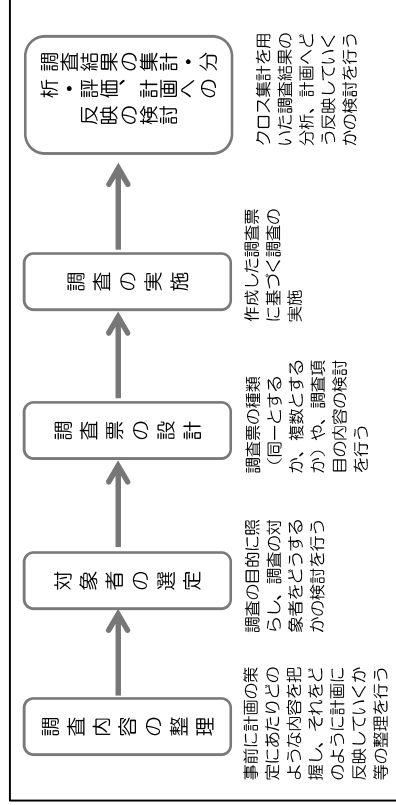 調査内容の整理
事前に計画の策
定にあたりどの
ような内容を把
握し、それをど
のように計画に
反映していくか
等の整理を行う
対象者の選定
調査の目的に照
らし、調査の対
象者をどうする
かの検討を行う
調査票の設計
調査票の種類
（同一とする
か、複数とする
か）や、調査項
目の内容の検討
を行う
調査の実施
作成した調査票
に基づく調査の
実施
調査結果の集計・分
析・評価、計画への
反映の検討
クロス集計を用
いた調査結果の
分析、計画へど
う反映していく
かの検討を行う